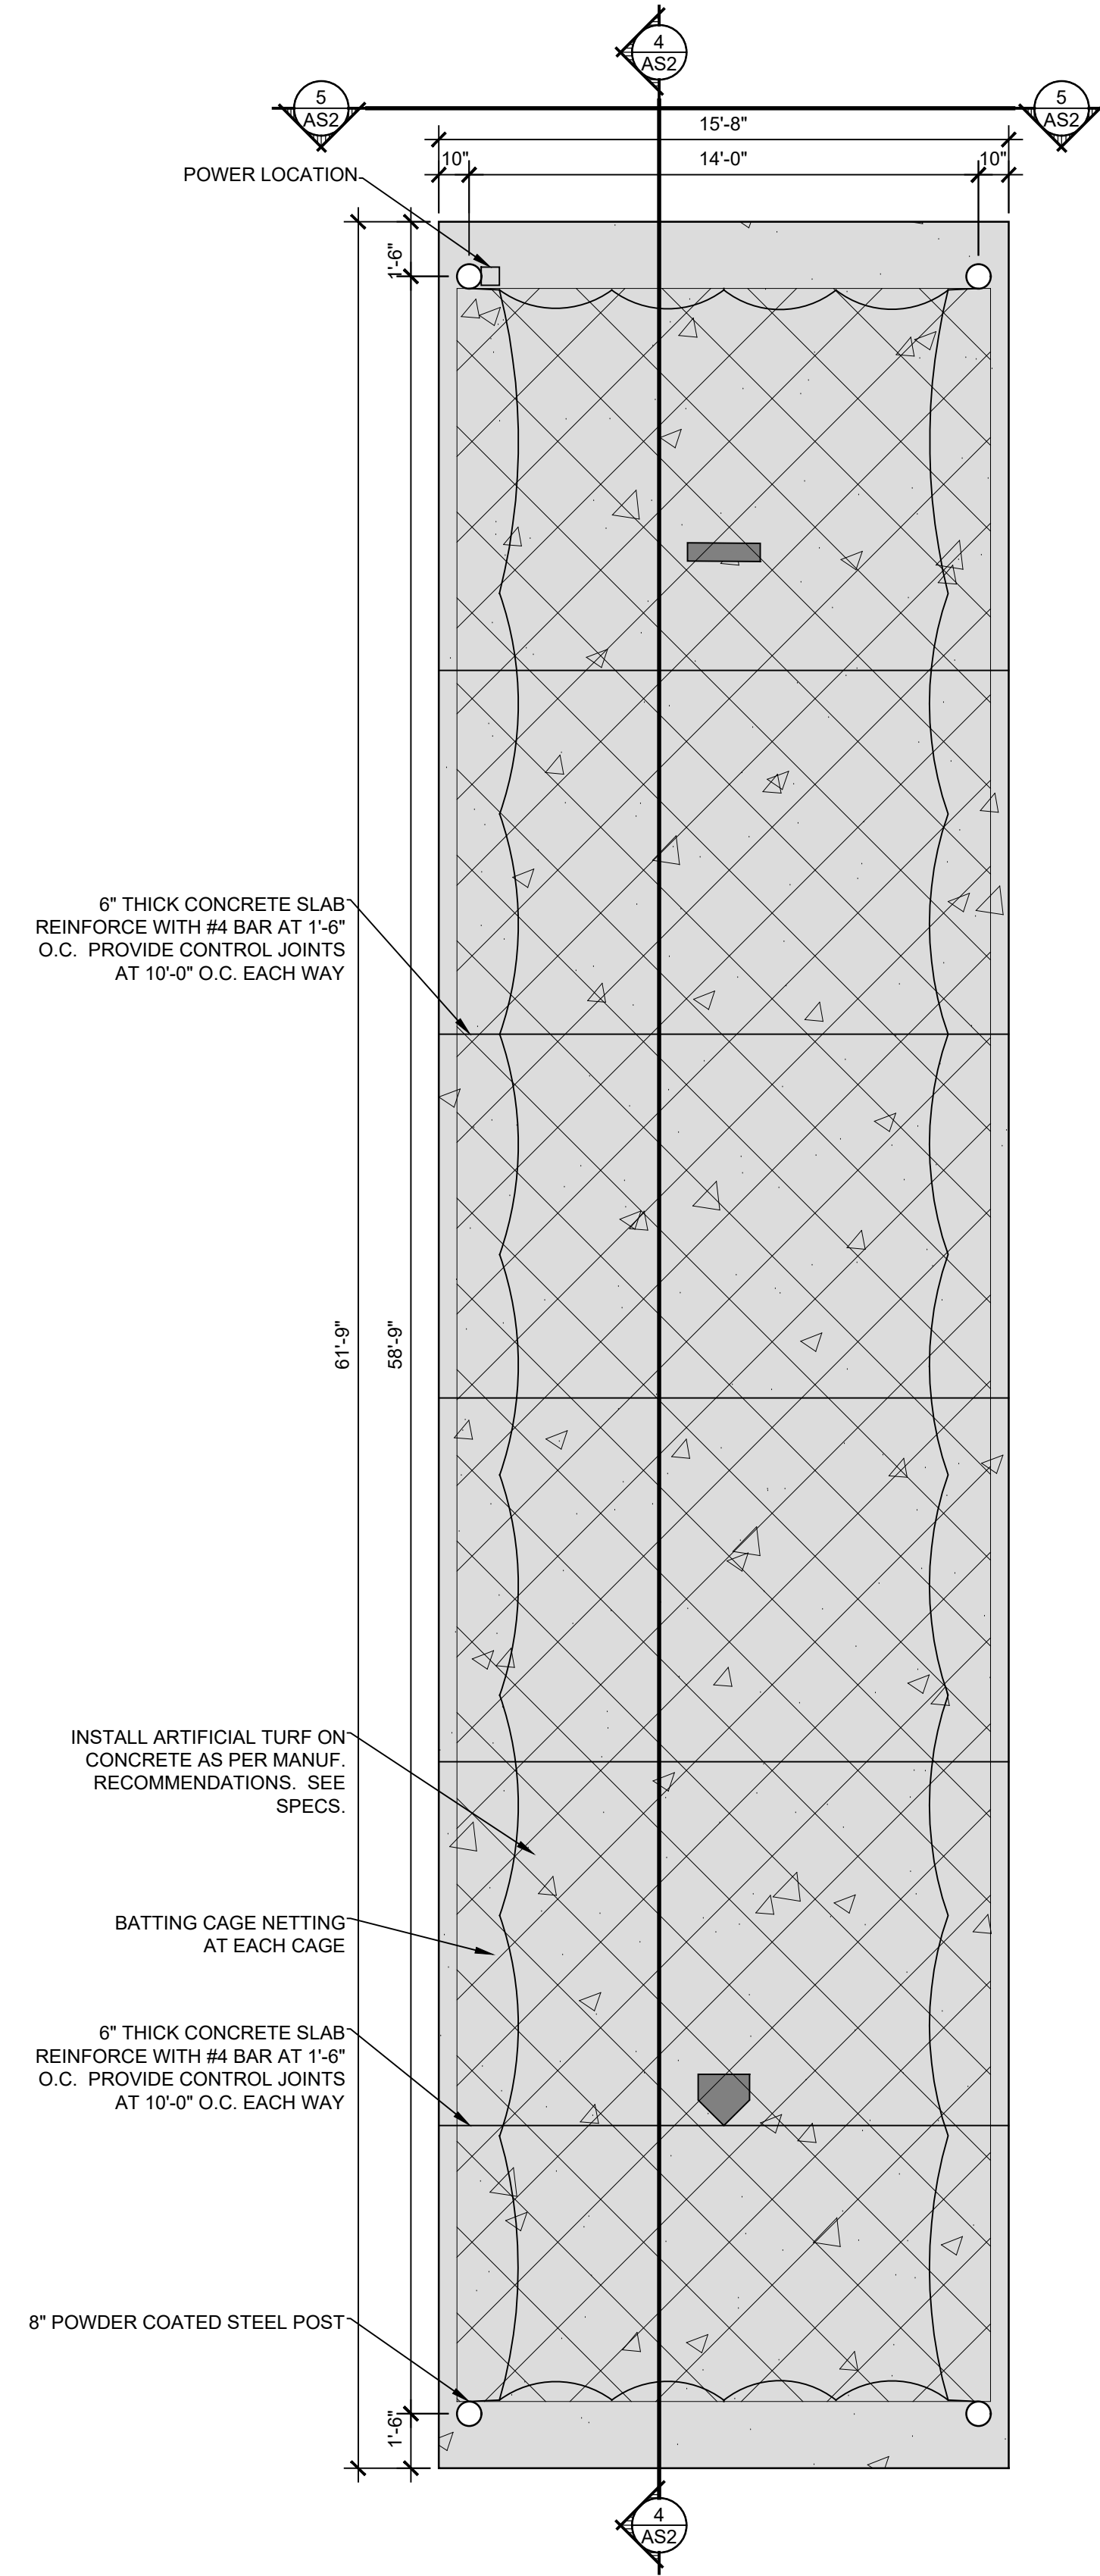 4
AS2
5
AS2
5
AS2
15'-8"
10"
14'-0"
10"
POWER LOCATION
1'-6"
6" THICK CONCRETE SLAB
REINFORCE WITH #4 BAR AT 1'-6"
O.C. PROVIDE CONTROL JOINTS
AT 10'-0" O.C. EACH WAY
61'-9"
58'-9"
INSTALL ARTIFICIAL TURF ON
CONCRETE AS PER MANUF.
RECOMMENDATIONS. SEE
SPECS.
BATTING CAGE NETTING
AT EACH CAGE
6" THICK CONCRETE SLAB
REINFORCE WITH #4 BAR AT 1'-6"
O.C. PROVIDE CONTROL JOINTS
AT 10'-0" O.C. EACH WAY
8" POWDER COATED STEEL POST
1'-6"
4
AS2